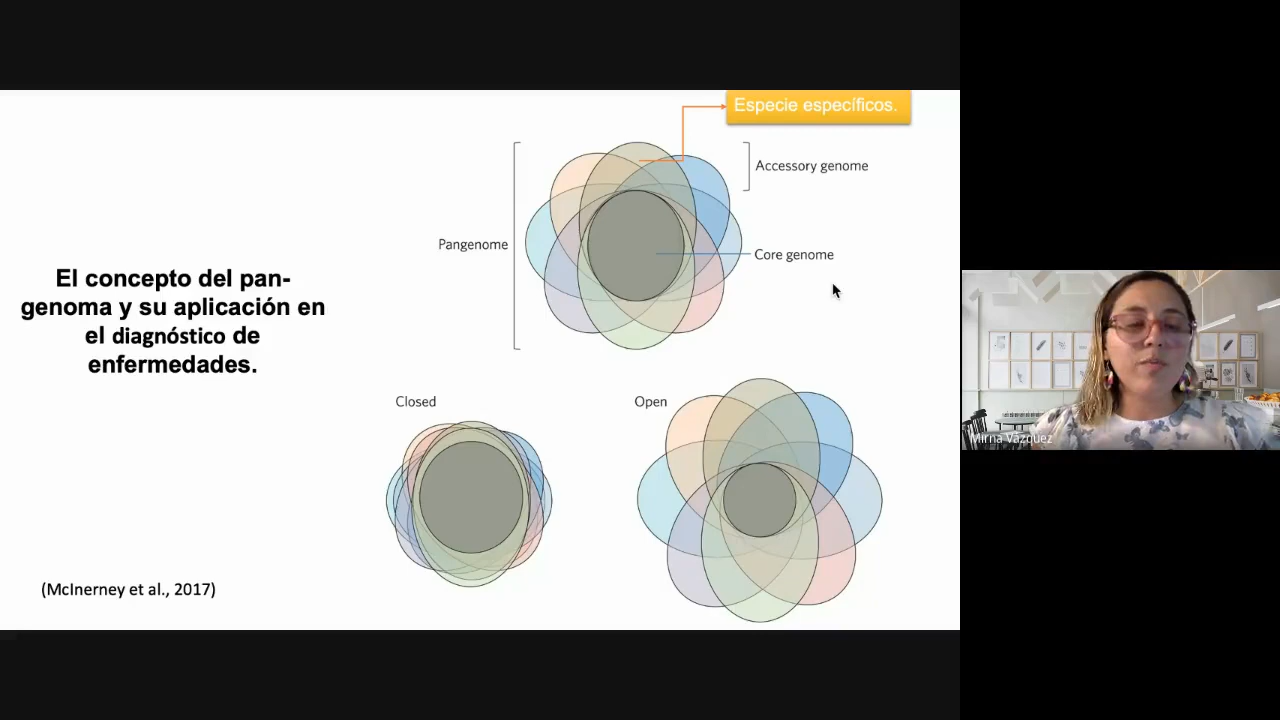 Especie específicos.
Accessory genome
Pangenome
Core genome
El concepto del pan-
genoma y su aplicación en
el diagnóstico de
enfermedades.
Closed
Open
(McInerney et al., 2017)
Mirna Vázquez